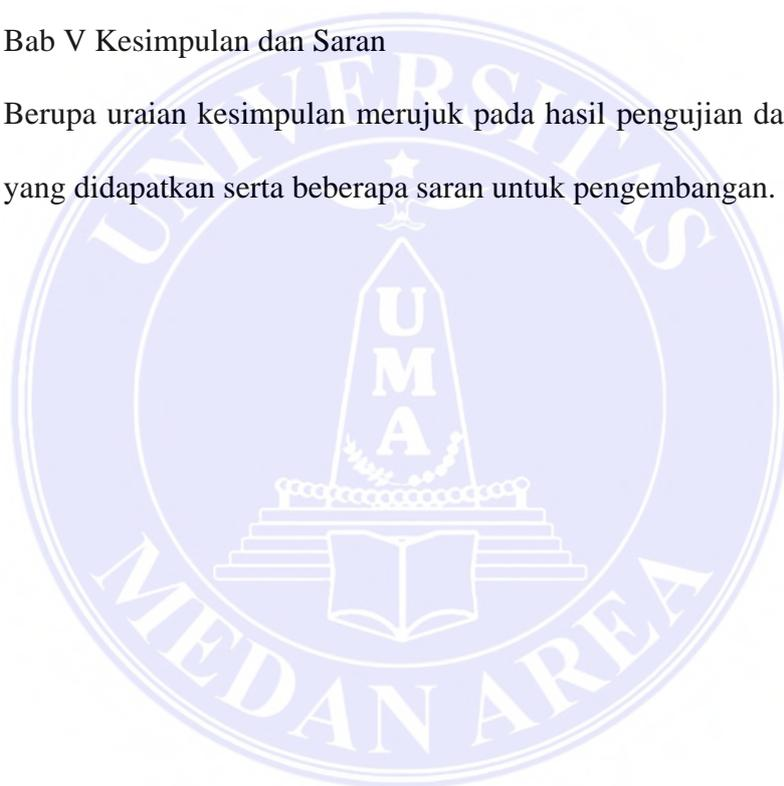 Bab V Kesimpulan dan Saran
Berupa uraian kesimpulan merujuk pada hasil pengujian da
yang didapatkan serta beberapa saran untuk pengembangan.
UNIVERSITAS
U
M
A
MEDAN AREA